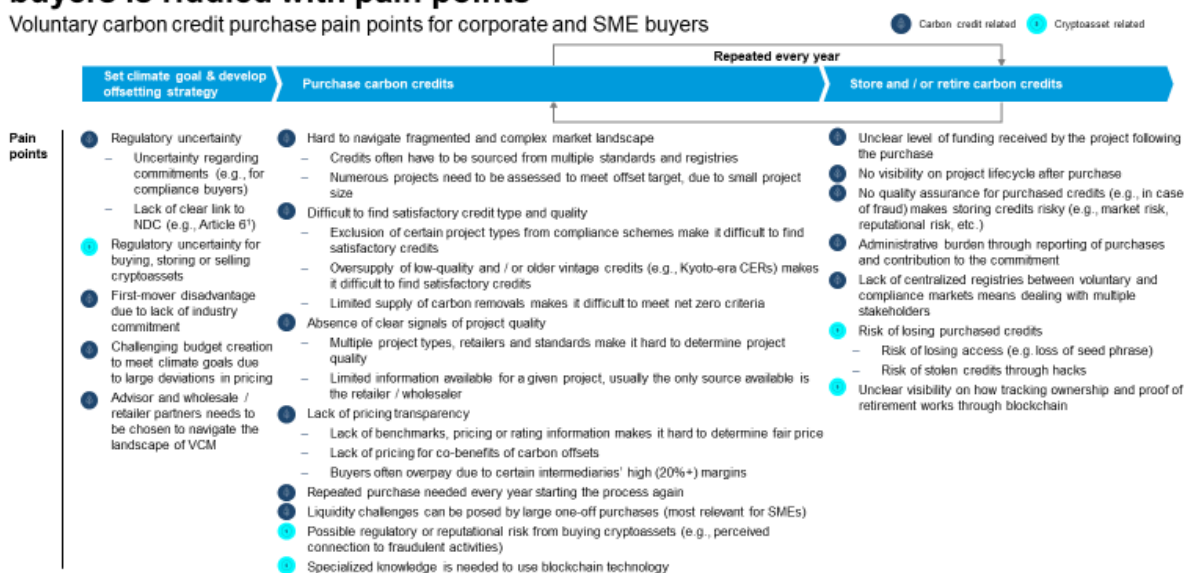 buyers is riddled with pain points
Voluntary carbon credit purchase pain points for corporate and SME buyers
Carbon credit related
Cryptoasset related
Repeated every year
Set climate goal & develop
offsetting strategy
Purchase carbon credits
Store and / or retire carbon credits
Pain
points
Regulatory uncertainty
– Uncertainty regarding
commitments (e.g., for
compliance buyers)
– Lack of clear link to
NDC (e.g., Article 6¹)
Regulatory uncertainty for
buying, storing or selling
cryptoassets
First-mover disadvantage
due to lack of industry
commitment
Challenging budget creation
to meet climate goals due
to large deviations in pricing
Advisor and wholesale /
retailer partners needs to
be chosen to navigate the
landscape of VCM
Hard to navigate fragmented and complex market landscape
– Credits often have to be sourced from multiple standards and registries
– Numerous projects need to be assessed to meet offset target, due to small project
size
Difficult to find satisfactory credit type and quality
– Exclusion of certain project types from compliance schemes make it difficult to find
satisfactory credits
– Oversupply of low-quality and / or older vintage credits (e.g., Kyoto-era CERs) makes
it difficult to find satisfactory credits
– Limited supply of carbon removals makes it difficult to meet net zero criteria
Absence of clear signals of project quality
– Multiple project types, retailers and standards make it hard to determine project
quality
– Limited information available for a given project, usually the only source available is
the retailer / wholesaler
Lack of pricing transparency
– Lack of benchmarks, pricing or rating information makes it hard to determine fair price
– Lack of pricing for co-benefits of carbon offsets
– Buyers often overpay due to certain intermediaries' high (20%+) margins
Repeated purchase needed every year starting the process again
Liquidity challenges can be posed by large one-off purchases (most relevant for SMEs)
Possible regulatory or reputational risk from buying cryptoassets (e.g., perceived
connection to fraudulent activities)
Specialized knowledge is needed to use blockchain technology
Unclear level of funding received by the project following
the purchase
No visibility on project lifecycle after purchase
No quality assurance for purchased credits (e.g., in case
of fraud) makes storing credits risky (e.g., market risk,
reputational risk, etc.)
Administrative burden through reporting of purchases
and contribution to the commitment
Lack of centralized registries between voluntary and
compliance markets means dealing with multiple
stakeholders
Risk of losing purchased credits
– Risk of losing access (e.g. loss of seed phrase)
– Risk of stolen credits through hacks
Unclear visibility on how tracking ownership and proof of
retirement works through blockchain